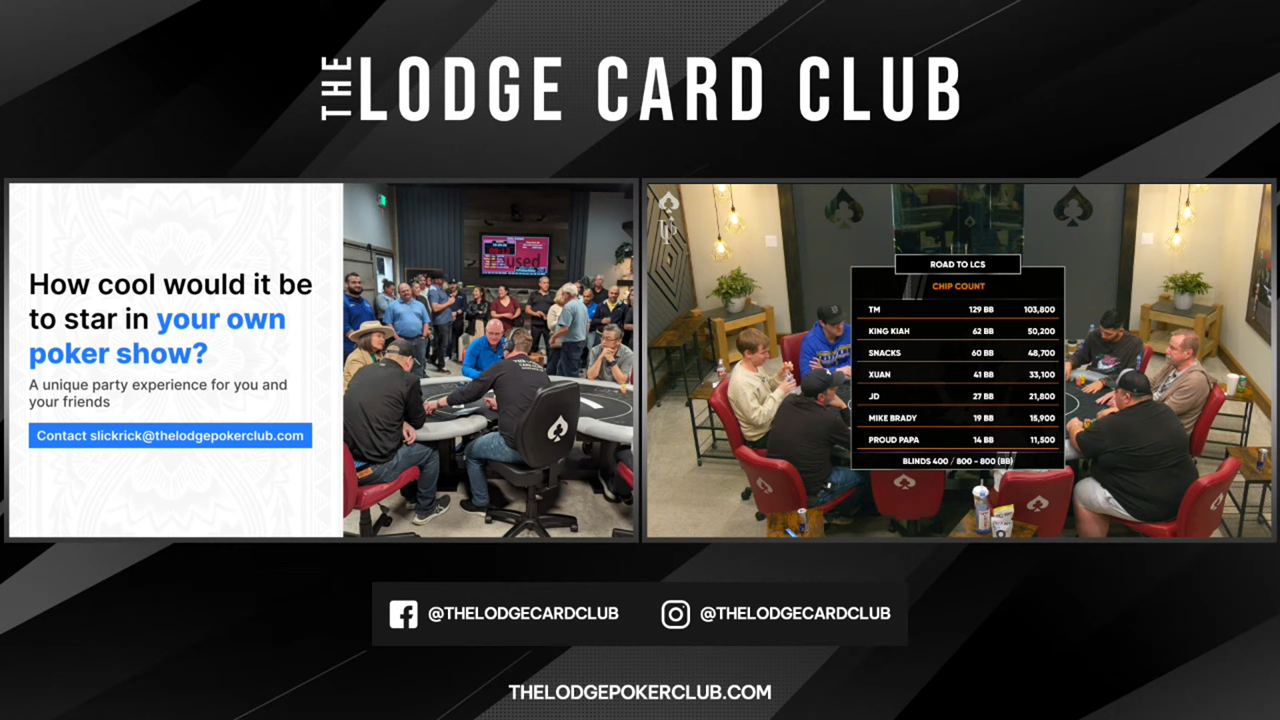 THE LODGE CARD CLUB
How cool would it be
to star in your own
poker show?
A unique party experience for you and
your friends
Contact slickrick@thelodgepokerclub.com
used
ROAD TO LCS
CHIP COUNT
TM 129 BB 103,800
KING KIAH 62 BB 50,200
SNACKS 60 BB 48,700
XUAN 41 BB 33,100
JD 27 BB 21,800
MIKE BRADY 19 BB 15,900
PROUD PAPA 14 BB 11,500
BLINDS 400 / 800 - 800 (BB)
@THELODGECARDCLUB @THELODGECARDCLUB
THELODGEPOKERCLUB.COM